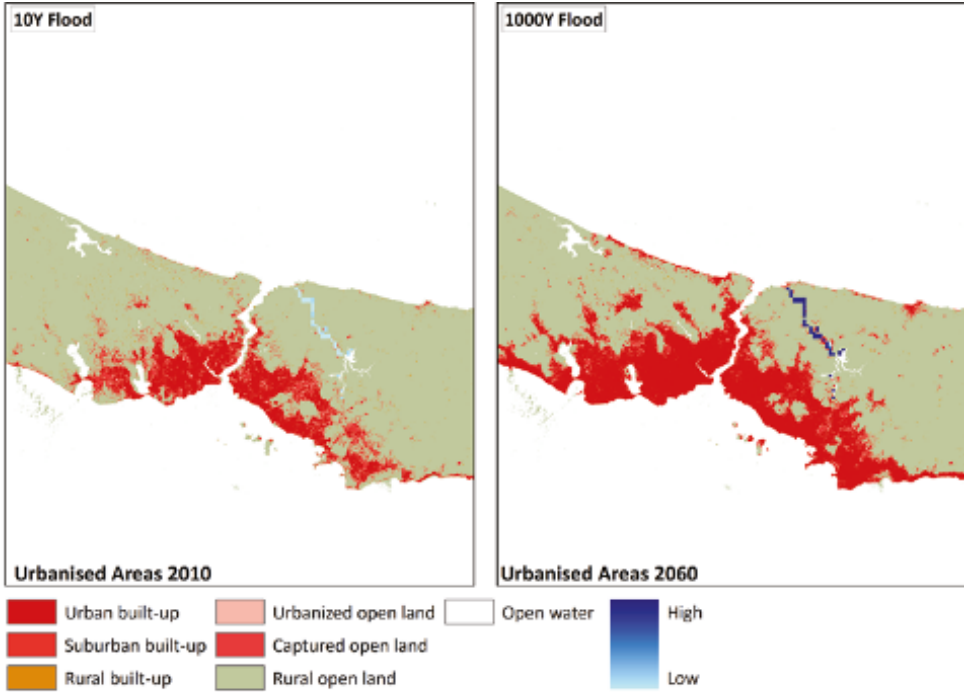 10Y Flood
1000Y Flood
Urbanised Areas 2010
Urbanised Areas 2060
Urban built-up
Urbanized open land
Open water
High
Suburban built-up
Captured open land
Rural built-up
Rural open land
Low